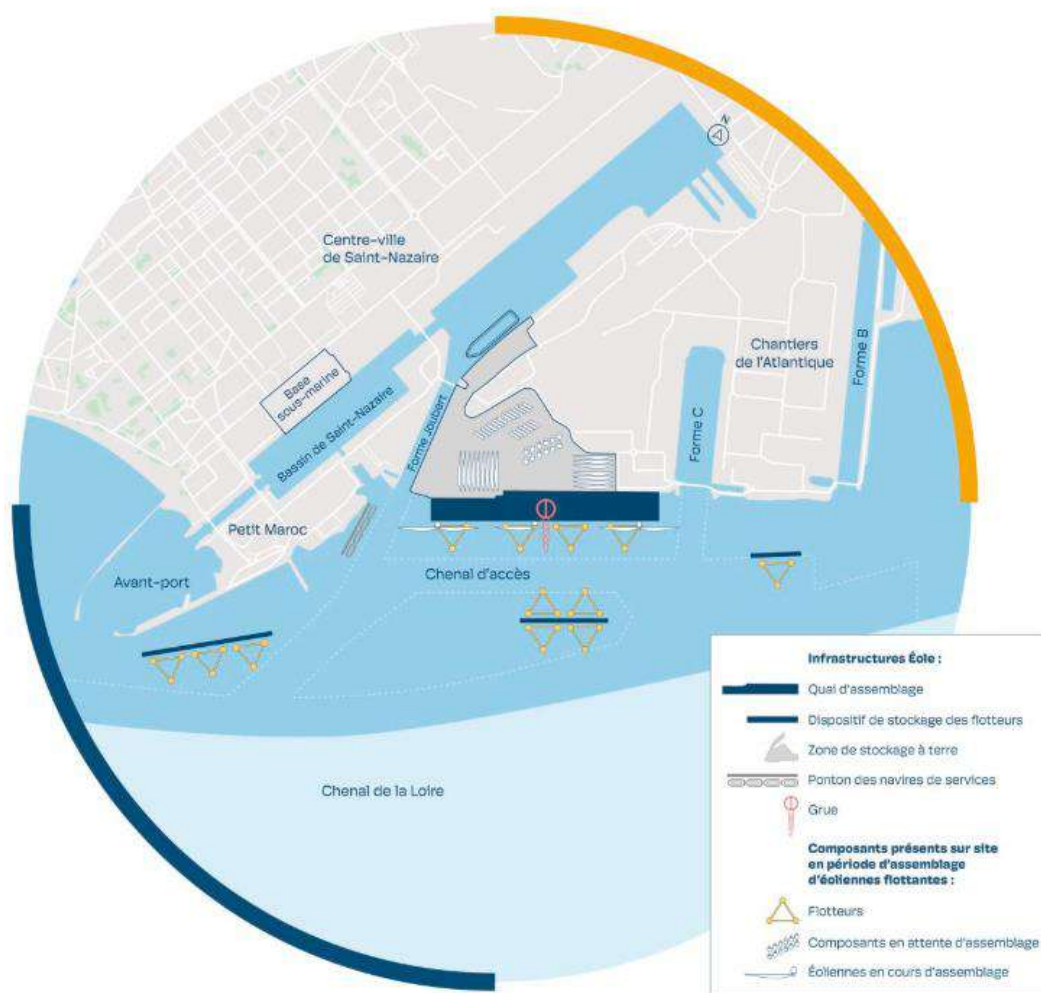 N
Centre-ville
de Saint-Nazaire
Chantiers
de l'Atlantique
Forme B
Base
sous-marine
Bassin de Saint-Nazaire
Forme Joubert
Forme C
Petit Maroc
Avant-port
Chenal d'accès
Chenal de la Loire
Infrastructures Éole :
Quai d'assemblage
Dispositif de stockage des flotteurs
Zone de stockage à terre
Ponton des navires de services
Grue
Composants présents sur site
en période d'assemblage
d'éoliennes flottantes :
Flotteurs
Composants en attente d'assemblage
Éoliennes en cours d'assemblage